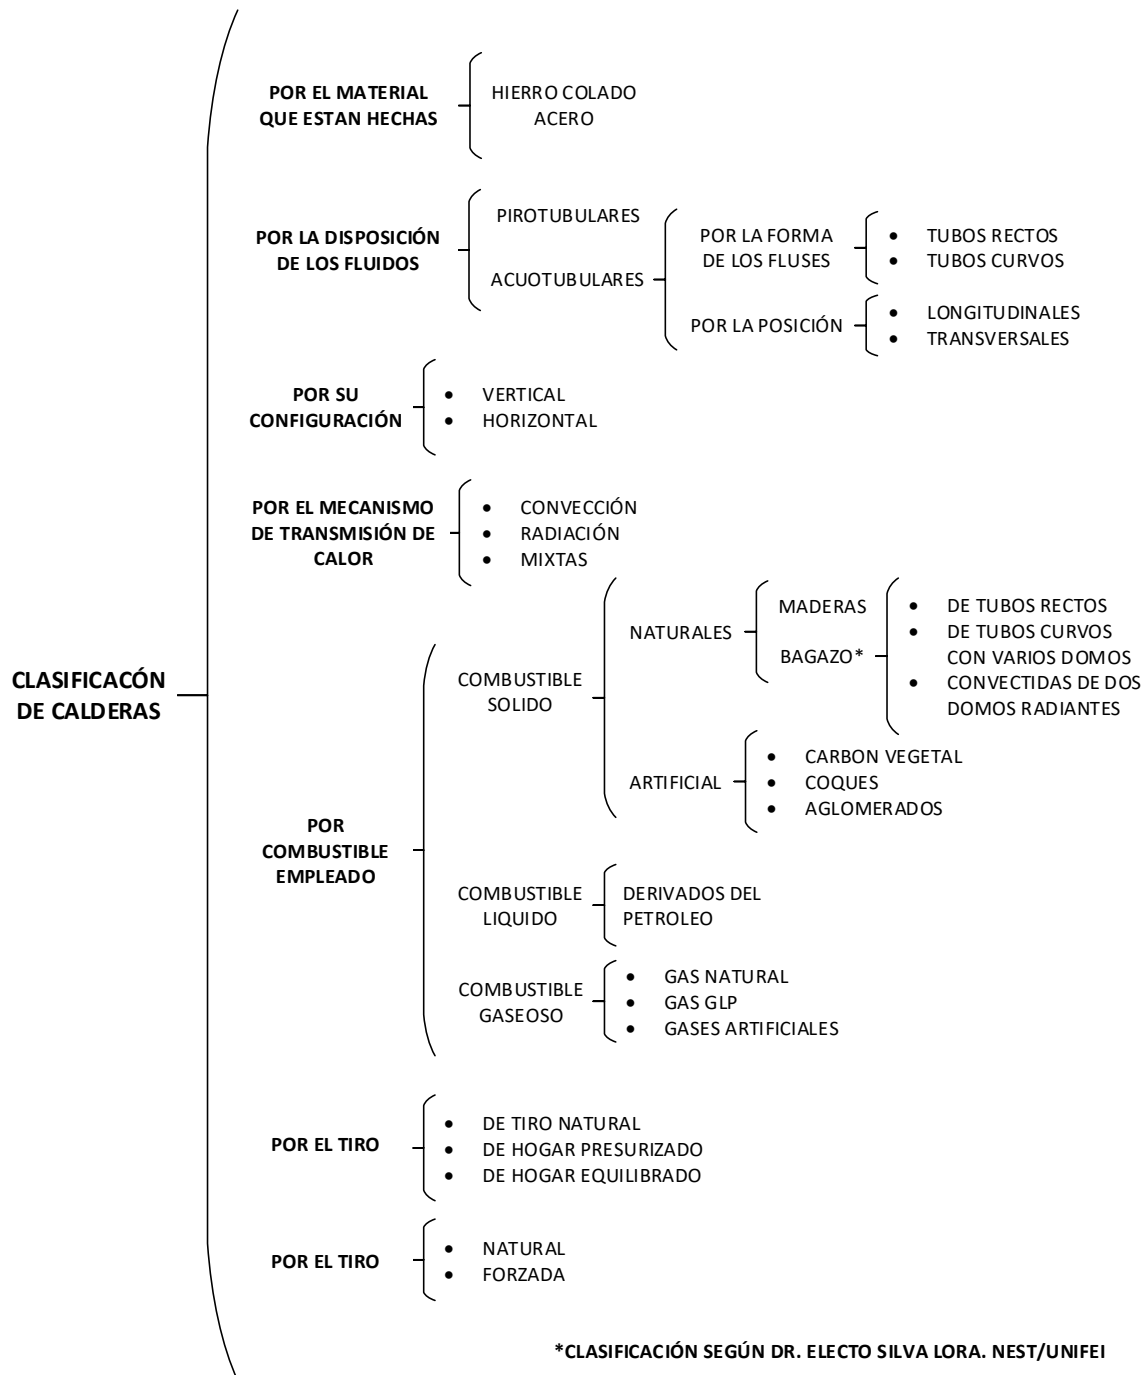 POR EL MATERIAL
QUE ESTAN HECHAS
HIERRO COLADO
ACERO
POR LA DISPOSICIÓN
DE LOS FLUIDOS
PIROTUBULARES
ACUOTUBULARES
POR LA FORMA
DE LOS FLUSES
• TUBOS RECTOS
• TUBOS CURVOS
POR LA POSICIÓN
• LONGITUDINALES
• TRANSVERSALES
POR SU
CONFIGURACIÓN
• VERTICAL
• HORIZONTAL
POR EL MECANISMO
DE TRANSMISIÓN DE
CALOR
• CONVECCIÓN
• RADIACIÓN
• MIXTAS
CLASIFICACÓN
DE CALDERAS
POR
COMBUSTIBLE
EMPLEADO
COMBUSTIBLE
SOLIDO
NATURALES
MADERAS
BAGAZO*
• DE TUBOS RECTOS
• DE TUBOS CURVOS
CON VARIOS DOMOS
• CONVECTIDAS DE DOS
DOMOS RADIANTES
ARTIFICIAL
• CARBON VEGETAL
• COQUES
• AGLOMERADOS
COMBUSTIBLE
LIQUIDO
DERIVADOS DEL
PETROLEO
COMBUSTIBLE
GASEOSO
• GAS NATURAL
• GAS GLP
• GASES ARTIFICIALES
POR EL TIRO
• DE TIRO NATURAL
• DE HOGAR PRESURIZADO
• DE HOGAR EQUILIBRADO
POR EL TIRO
• NATURAL
• FORZADA
*CLASIFICACIÓN SEGÚN DR. ELECTO SILVA LORA. NEST/UNIFEI